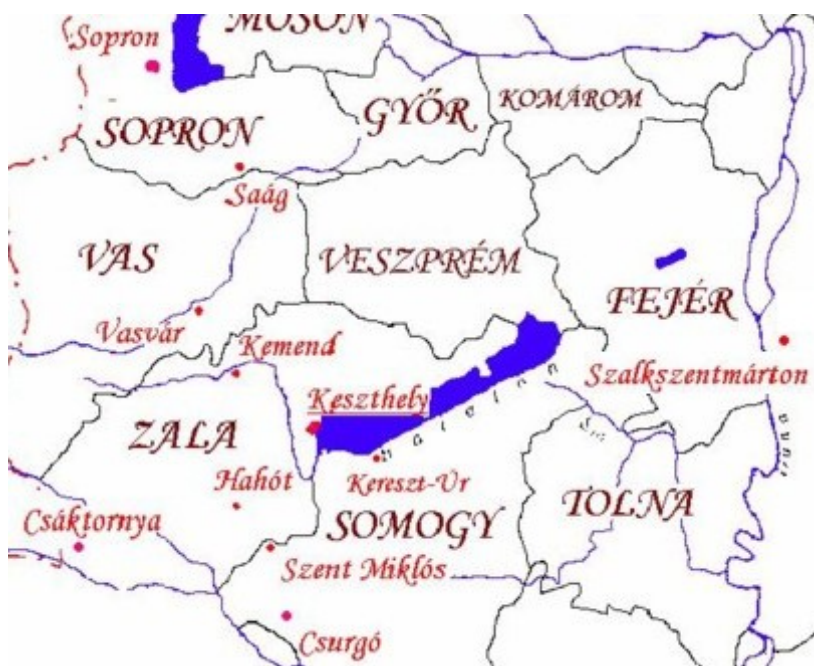 MOSON
Sopron
GYŐR
KOMÁROM
SOPRON
Saág
VAS
VESZPRÉM
FEJÉR
Vasvár
Kemend
Szalkszentmárton
Keszthely
Balaton
ZALA
Hahót
Kereszt-Úr
TOLNA
Csáktornya
SOMOGY
Szent Miklós
Csurgó